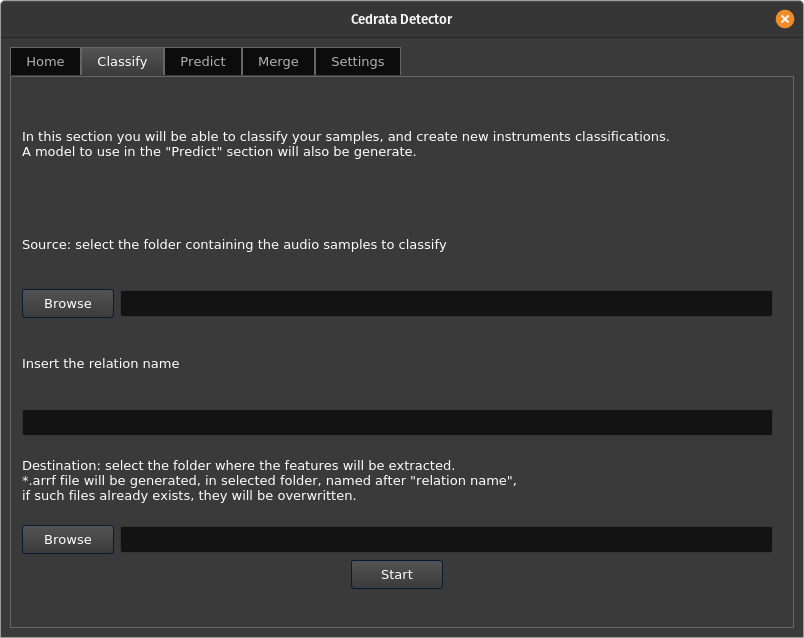 Cedrata Detector
Home Classify Predict Merge Settings
In this section you will be able to classify your samples, and create new instruments classifications.
A model to use in the "Predict" section will also be generate.
Source: select the folder containing the audio samples to classify
Browse
Insert the relation name
Destination: select the folder where the features will be extracted.
*.arrf file will be generated, in selected folder, named after "relation name",
if such files already exists, they will be overwritten.
Browse
Start